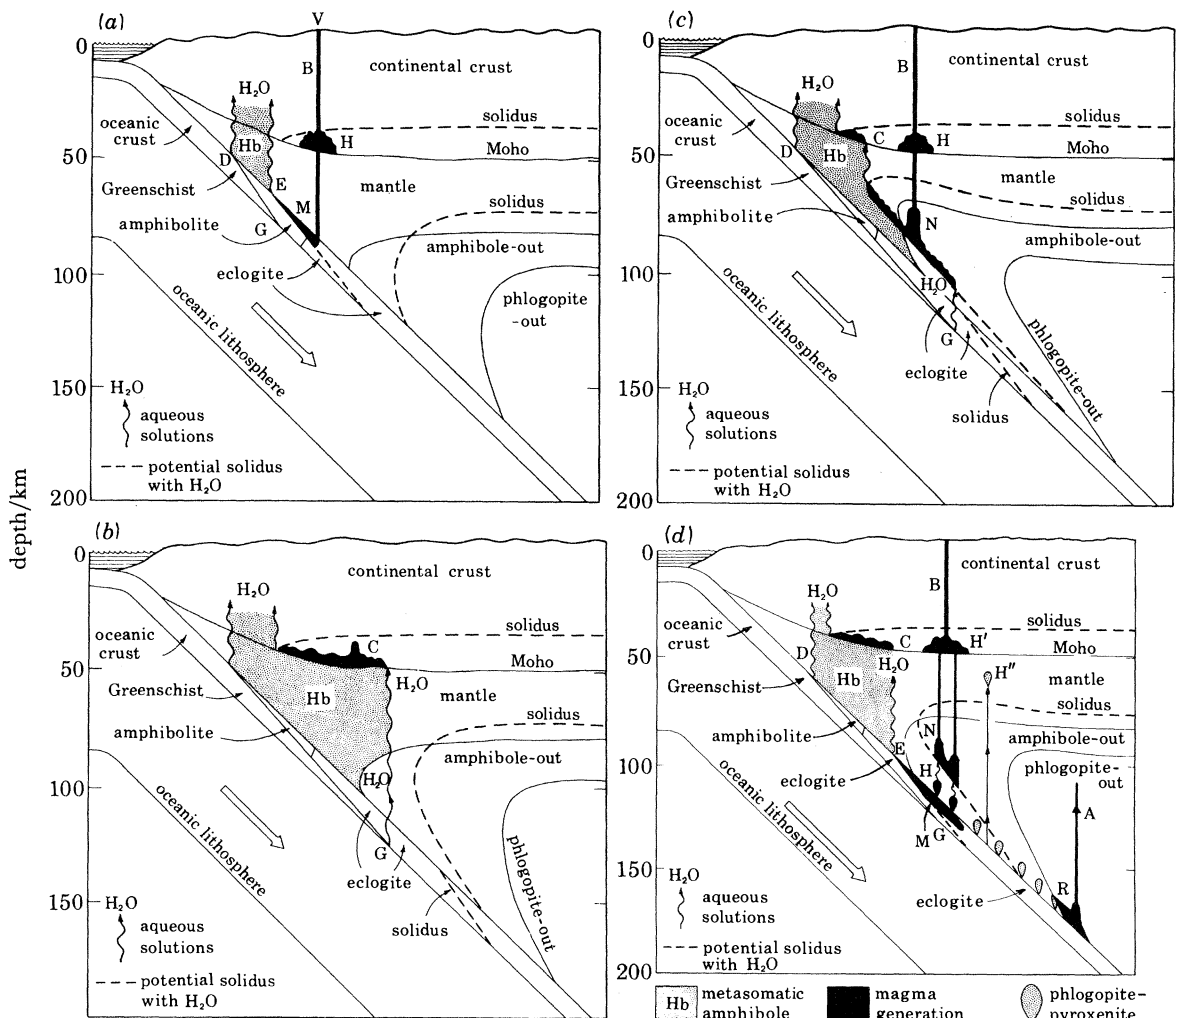 depth/km
(a)
V
0
B
continental crust
H₂O
oceanic
crust
solidus
H
Moho
50
D
Hb
Greenschist
E
mantle
M
solidus
amphibolite
G
amphibole-out
eclogite
100
phlogopite
-out
oceanic lithosphere
150
H₂O
aqueous
solutions
potential solidus
with H₂O
200
(c)
0
B
continental crust
H₂O
oceanic
crust
solidus
C
H
Moho
50
D
Hb
Greenschist
mantle
solidus
amphibolite
N
amphibole-out
100
H₂O
G
oceanic lithosphere
eclogite
phlogopite-out
150
H₂O
solidus
aqueous
solutions
potential solidus
with H₂O
200
(b)
0
continental crust
H₂O
oceanic
crust
solidus
C
Moho
50
H₂O
Greenschist
Hb
mantle
solidus
amphibolite
amphibole-out
H₂O
100
oceanic lithosphere
G
eclogite
phlogopite-out
150
H₂O
solidus
aqueous
solutions
potential solidus
with H₂O
(d)
0
B
continental crust
H₂O
oceanic
crust
solidus
C
H′
Moho
50
D
H₂O
H″
Greenschist
Hb
mantle
solidus
amphibolite
N
amphibole-out
E
100
H
phlogopite-
out
eclogite
oceanic lithosphere
M
G
A
150
H₂O
R
aqueous
solutions
eclogite
potential solidus
with H₂O
200
Hb
metasomatic
amphibole
magma
generation
phlogopite-
pyroxenite